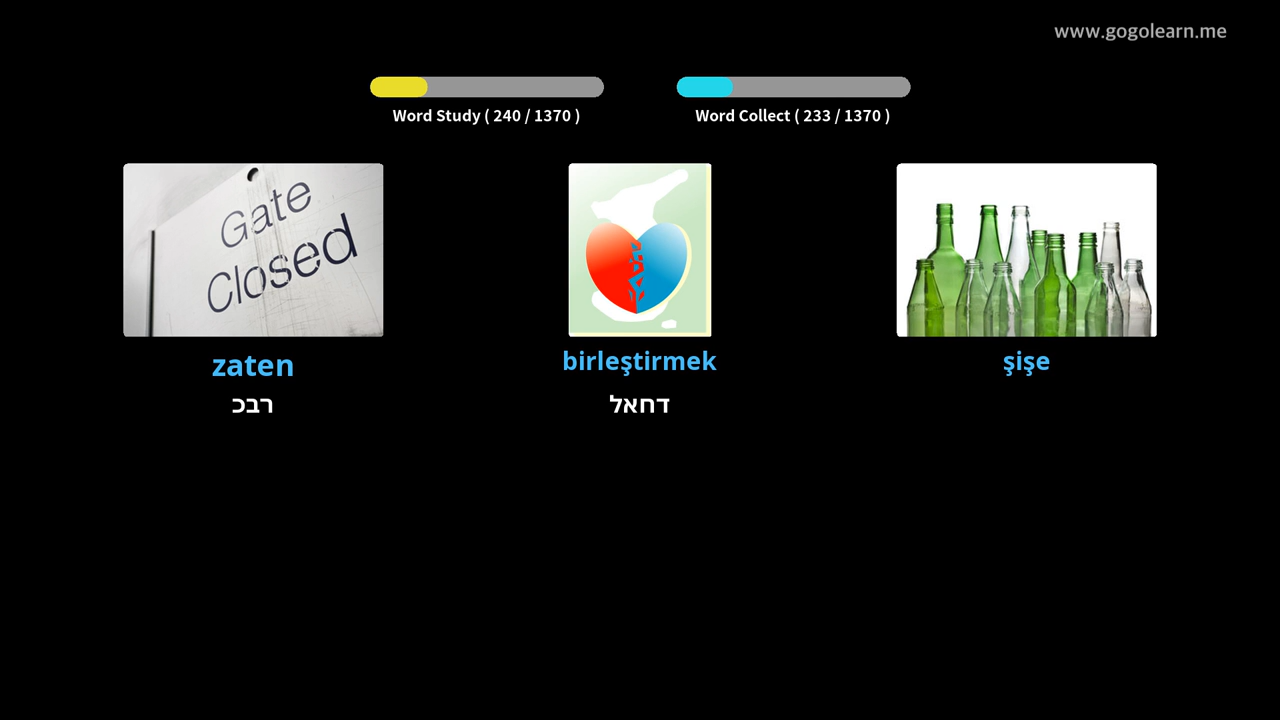 www.gogolearn.me
Word Study ( 240 / 1370 )
Word Collect ( 233 / 1370 )
Gate
Closed
zaten
רבכ
birleştirmek
דחאל
şişe